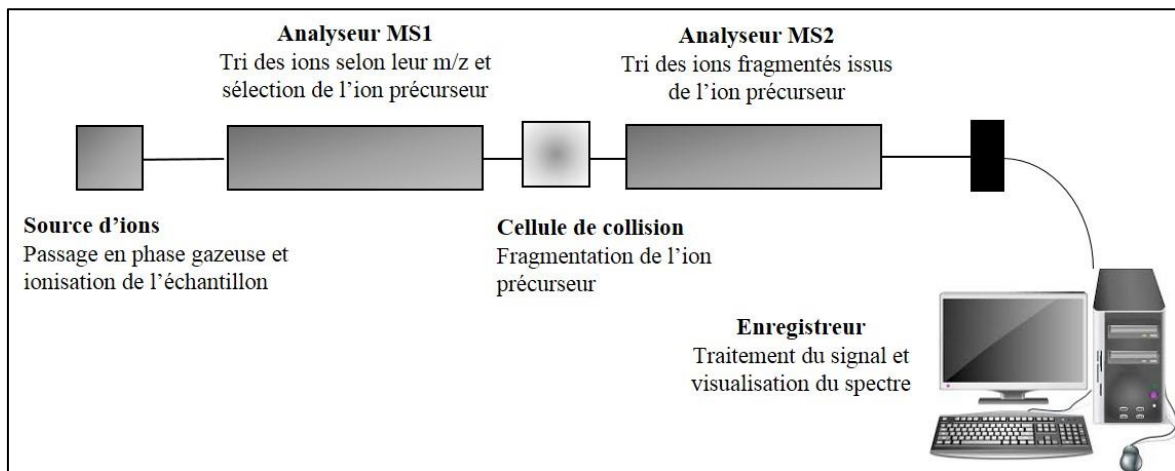 Analyseur MS1
Tri des ions selon leur m/z et
sélection de l'ion précurseur
Analyseur MS2
Tri des ions fragmentés issus
de l'ion précurseur
Source d'ions
Passage en phase gazeuse et
ionisation de l'échantillon
Cellule de collision
Fragmentation de l'ion
précurseur
Enregistreur
Traitement du signal et
visualisation du spectre